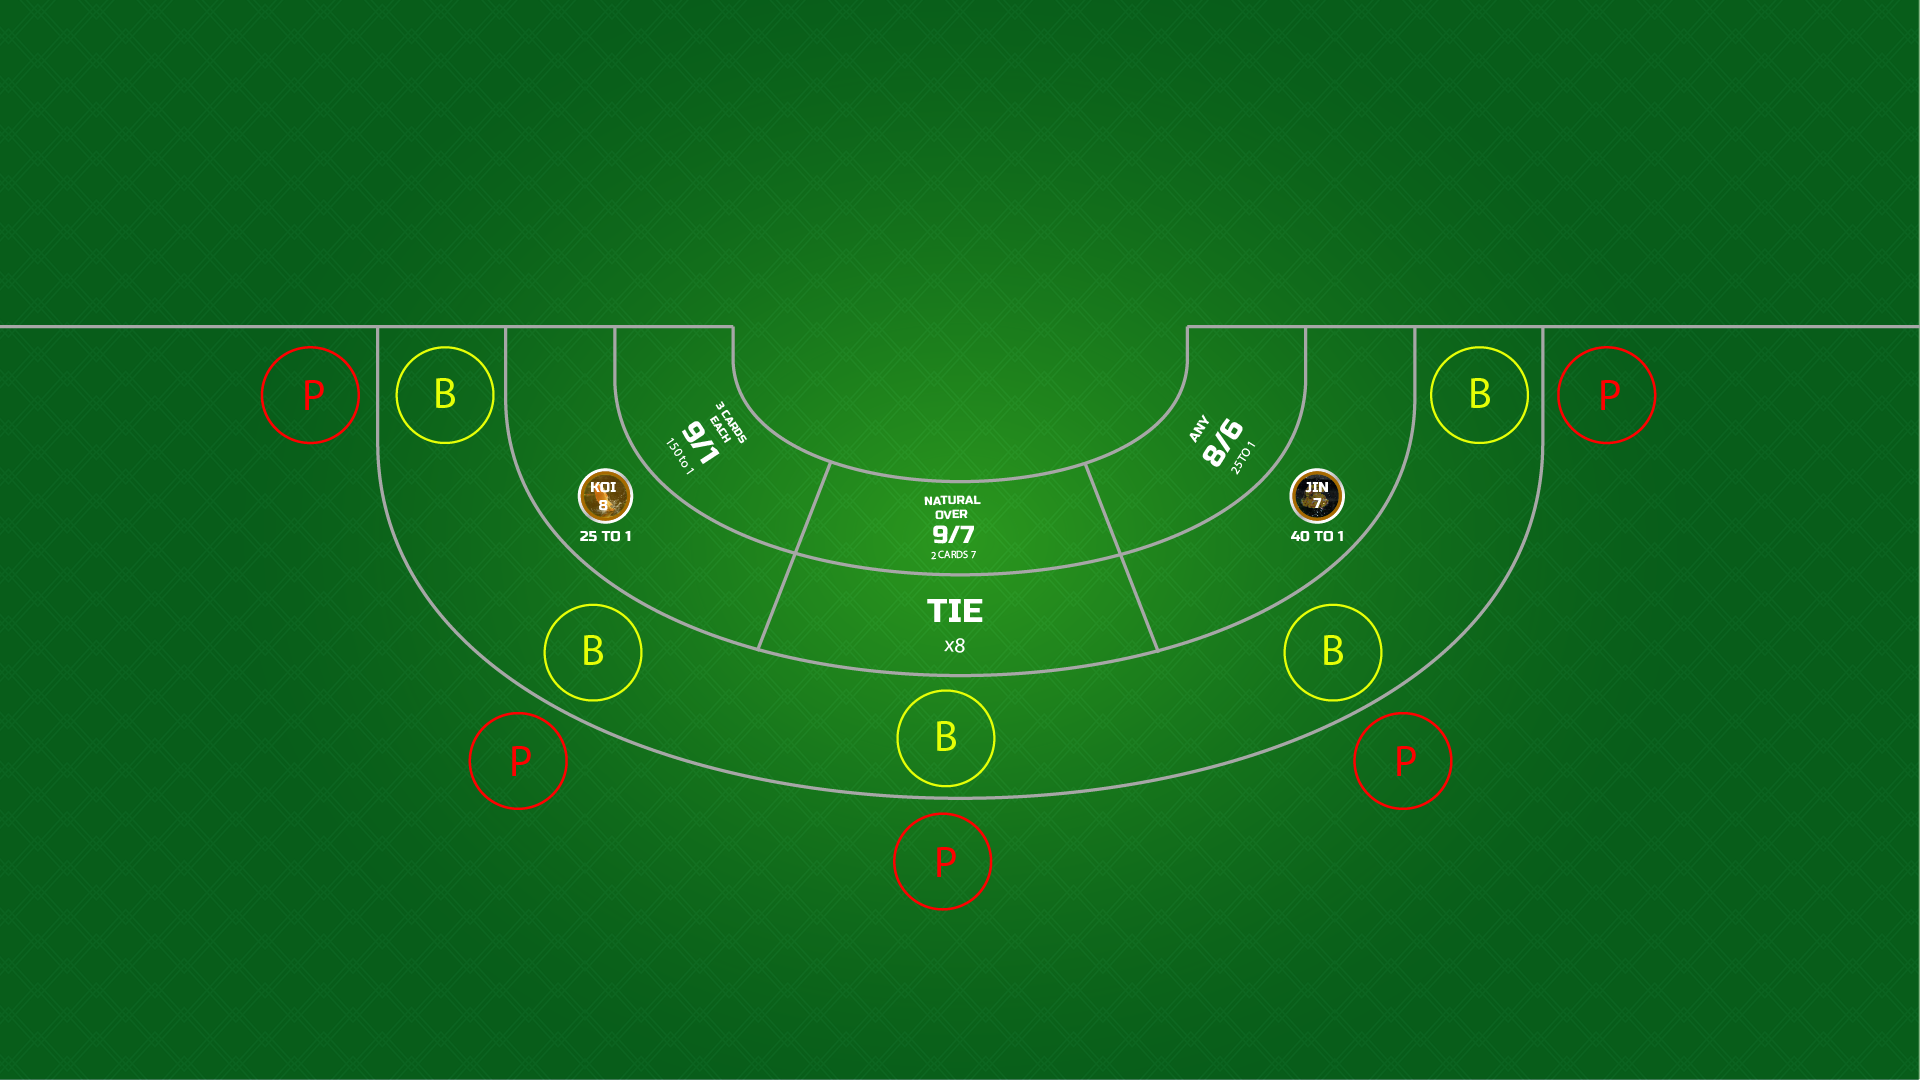 P
B
B
P
3 CARDS
EACH
9/1
150 to 1
ANY
8/6
25 TO 1
KOI
8
25 TO 1
JIN
7
40 TO 1
NATURAL
OVER
9/7
2 CARDS 7
TIE
x8
B
B
B
P
P
P